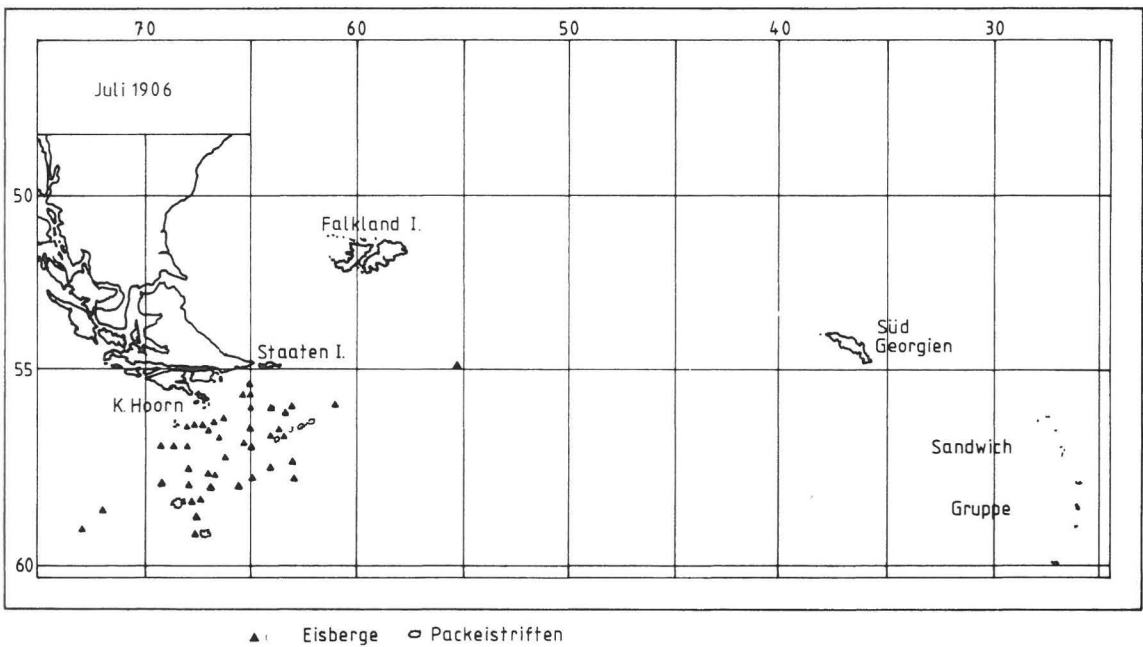 70 60 50 40 30
Juli 1906
50
Falkland I.
Süd
Georgien
Staaten I.
55
K. Hoorn
Sandwich
Gruppe
60
Eisberge Packeistriften